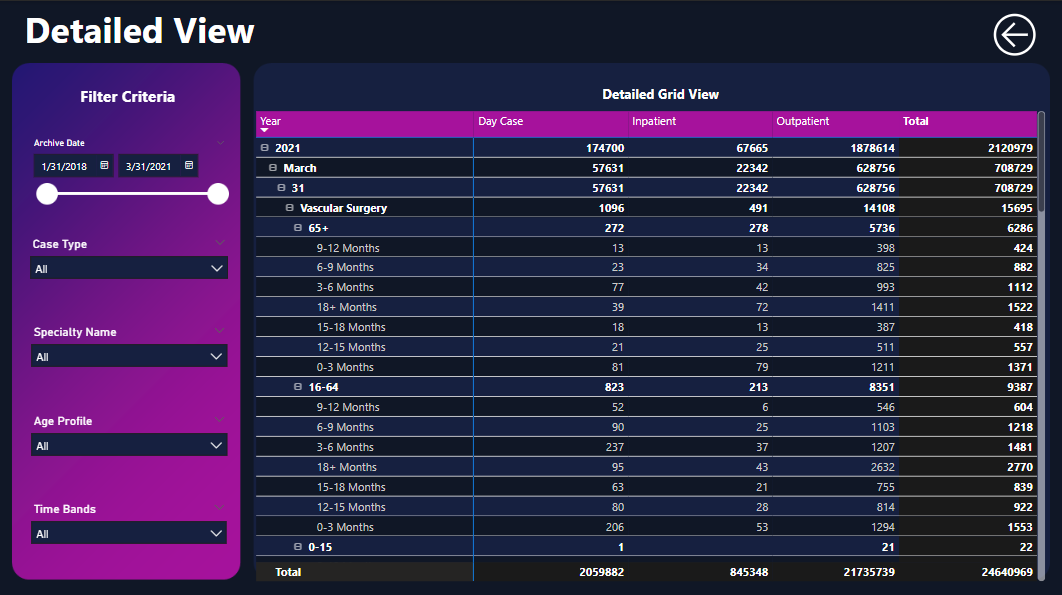 Detailed View
Filter Criteria
Archive Date
1/31/2018 3/31/2021
Case Type
All
Specialty Name
All
Age Profile
All
Time Bands
All
Detailed Grid View
Year Day Case Inpatient Outpatient Total
2021 174700 67665 1878614 2120979
March 57631 22342 628756 708729
31 57631 22342 628756 708729
Vascular Surgery 1096 491 14108 15695
65+ 272 278 5736 6286
9-12 Months 13 13 398 424
6-9 Months 23 34 825 882
3-6 Months 77 42 993 1112
18+ Months 39 72 1411 1522
15-18 Months 18 13 387 418
12-15 Months 21 25 511 557
0-3 Months 81 79 1211 1371
16-64 823 213 8351 9387
9-12 Months 52 6 546 604
6-9 Months 90 25 1103 1218
3-6 Months 237 37 1207 1481
18+ Months 95 43 2632 2770
15-18 Months 63 21 755 839
12-15 Months 80 28 814 922
0-3 Months 206 53 1294 1553
0-15 1 21 22
Total 2059882 845348 21735739 24640969